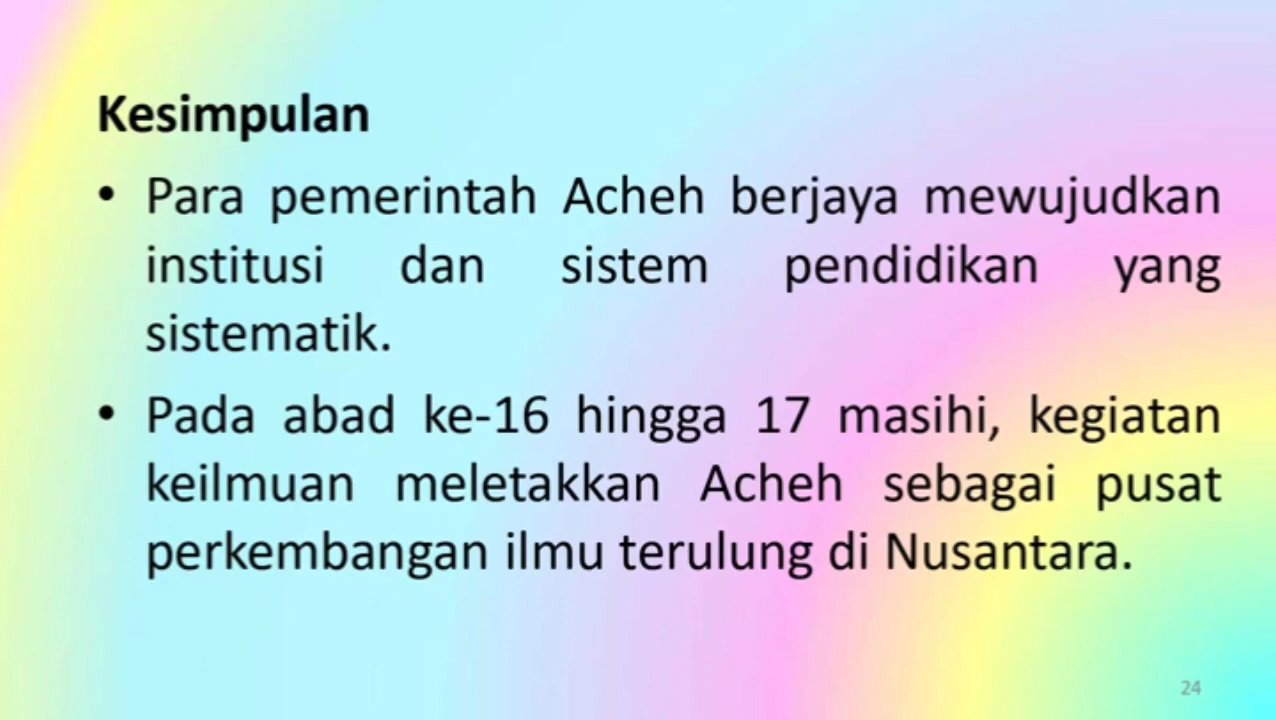 Kesimpulan
• Para pemerintah Acheh berjaya mewujudkan
institusi dan sistem pendidikan yang
sistematik.
• Pada abad ke-16 hingga 17 masihi, kegiatan
keilmuan meletakkan Acheh sebagai pusat
perkembangan ilmu terulung di Nusantara.
24